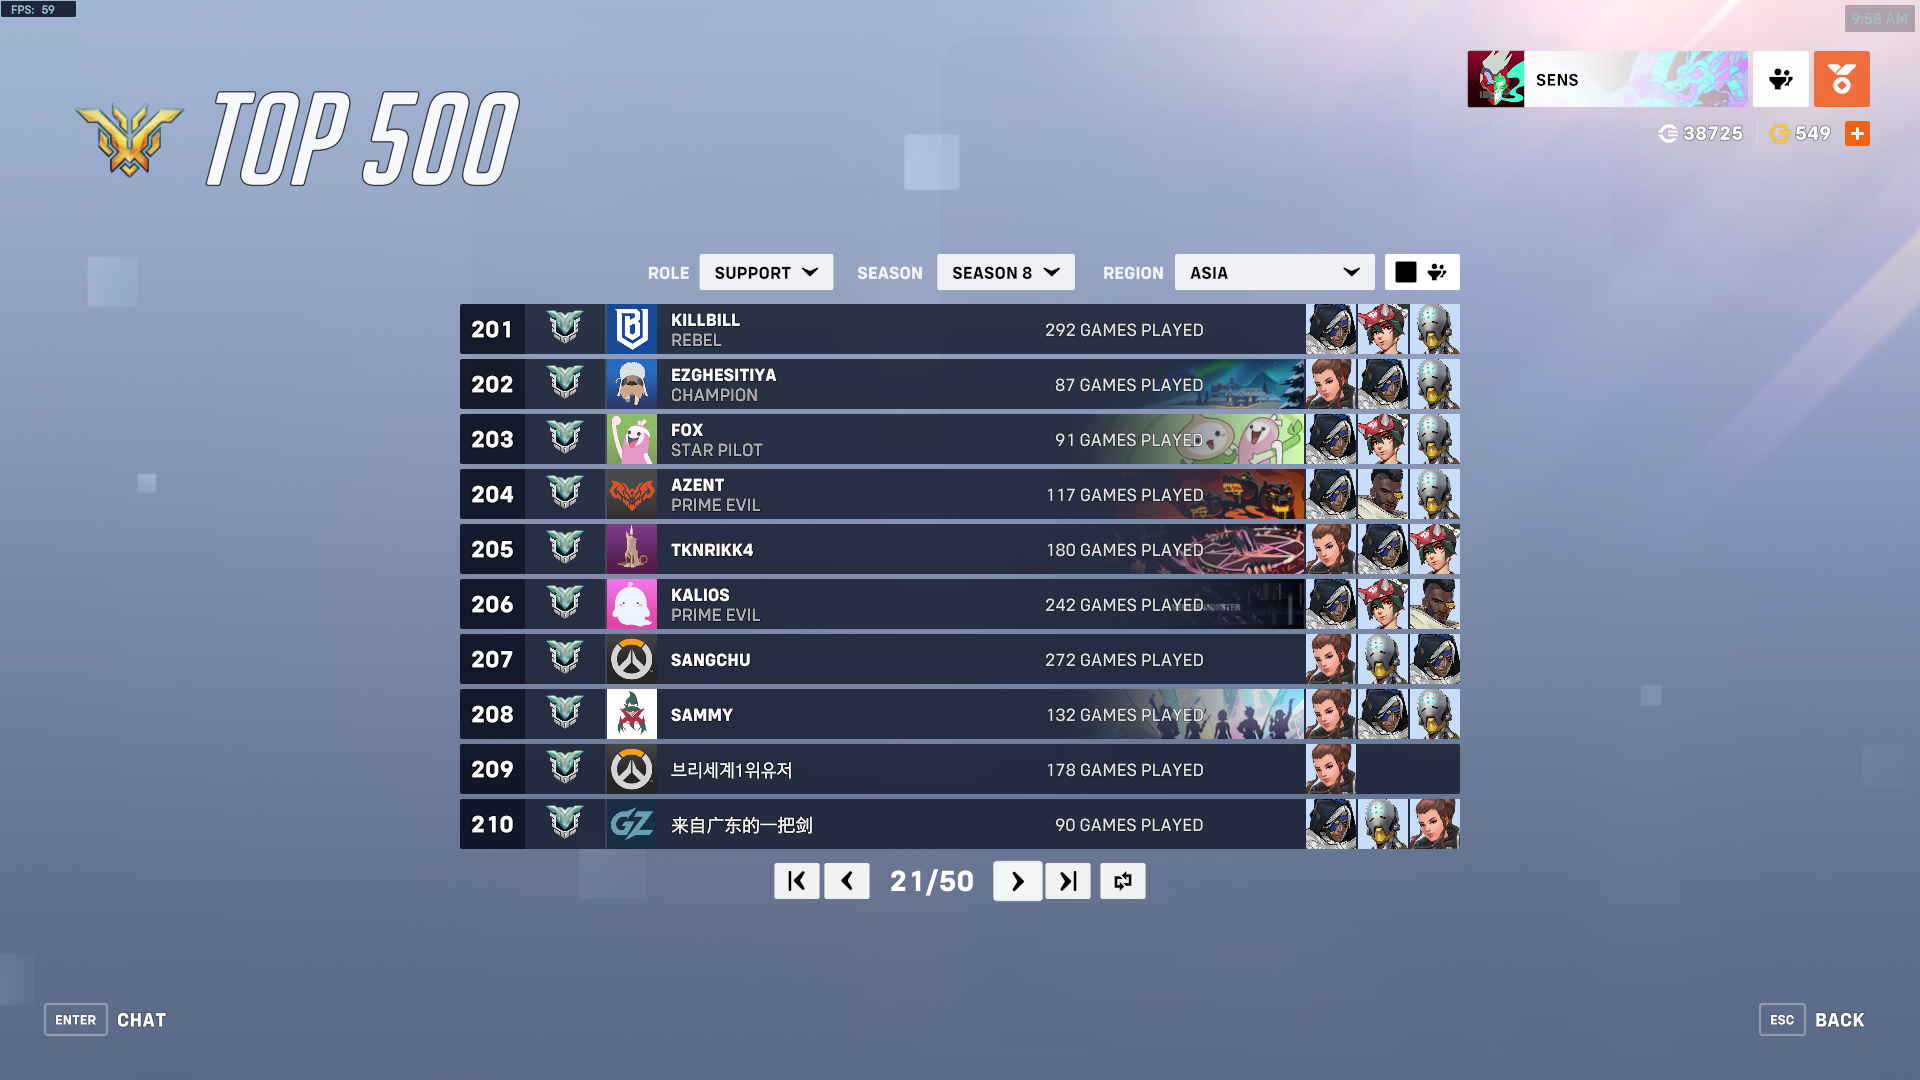 FPS: 59
9:58 AM
SENS
38725
549
TOP 500
ROLE SUPPORT SEASON SEASON 8 REGION ASIA
201 KILLBILL 292 GAMES PLAYED
REBEL
202 EZGHESITIYA 87 GAMES PLAYED
CHAMPION
203 FOX 91 GAMES PLAYED
STAR PILOT
204 AZENT 117 GAMES PLAYED
PRIME EVIL
205 TKNRIKK4 180 GAMES PLAYED
206 KALIOS 242 GAMES PLAYED
PRIME EVIL
207 SANGCHU 272 GAMES PLAYED
208 SAMMY 132 GAMES PLAYED
209 브리세계1위유저 178 GAMES PLAYED
210 GZ 来自广东的一把剑 90 GAMES PLAYED
21/50
ENTER CHAT
ESC BACK